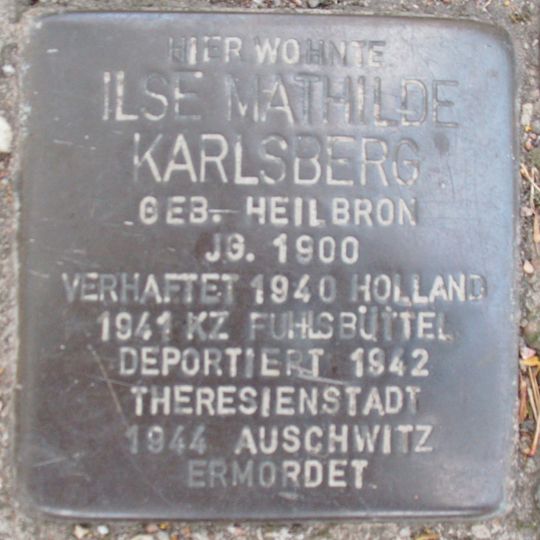 HIER WOHNTE
ILSE MATHILDE
KARLSBERG
GEB. HEILBRON
JG. 1900
VERHAFTET 1940 HOLLAND
1941 KZ FUHLSBÜTTEL
DEPORTIERT 1942
THERESIENSTADT
1944 AUSCHWITZ
ERMORDET